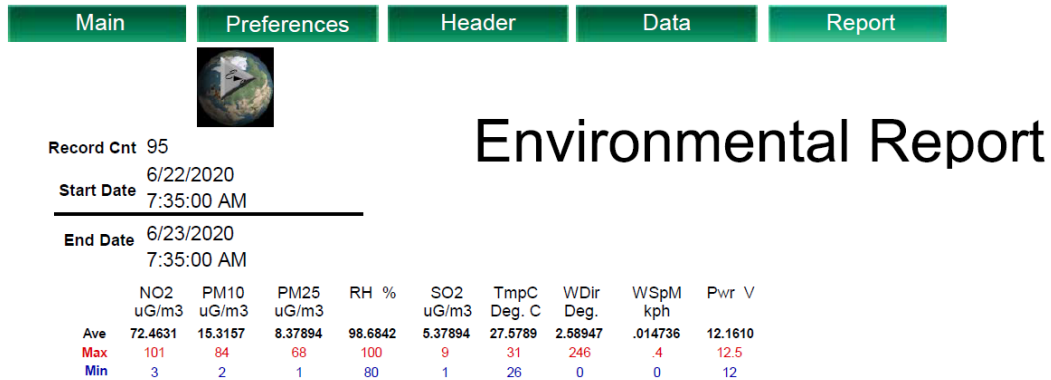 Main Preferences Header Data Report
Environmental Report
Record Cnt 95
Start Date 6/22/2020
7:35:00 AM
End Date 6/23/2020
7:35:00 AM
NO2 PM10 PM25 RH % SO2 TmpC WDir WSpM Pwr V
uG/m3 uG/m3 uG/m3 uG/m3 Deg. C Deg. kph
Ave 72.4631 15.3157 8.37894 98.6842 5.37894 27.5789 2.58947 .014736 12.1610
Max 101 84 68 100 9 31 246 .4 12.5
Min 3 2 1 80 1 26 0 0 12